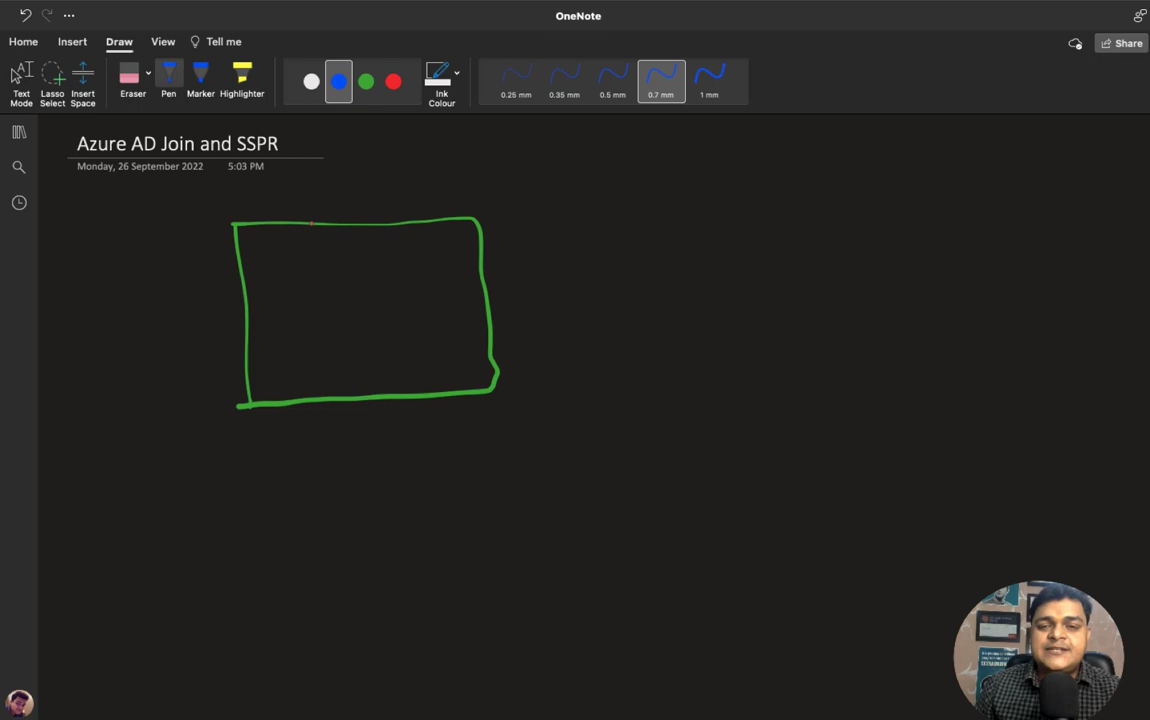 OneNote
Home Insert Draw View Tell me
Share
Text Mode
Lasso Select
Insert Space
Eraser
Pen
Marker
Highlighter
Ink Colour
0.25 mm
0.35 mm
0.5 mm
0.7 mm
1 mm
Azure AD Join and SSPR
Monday, 26 September 2022 5:03 PM